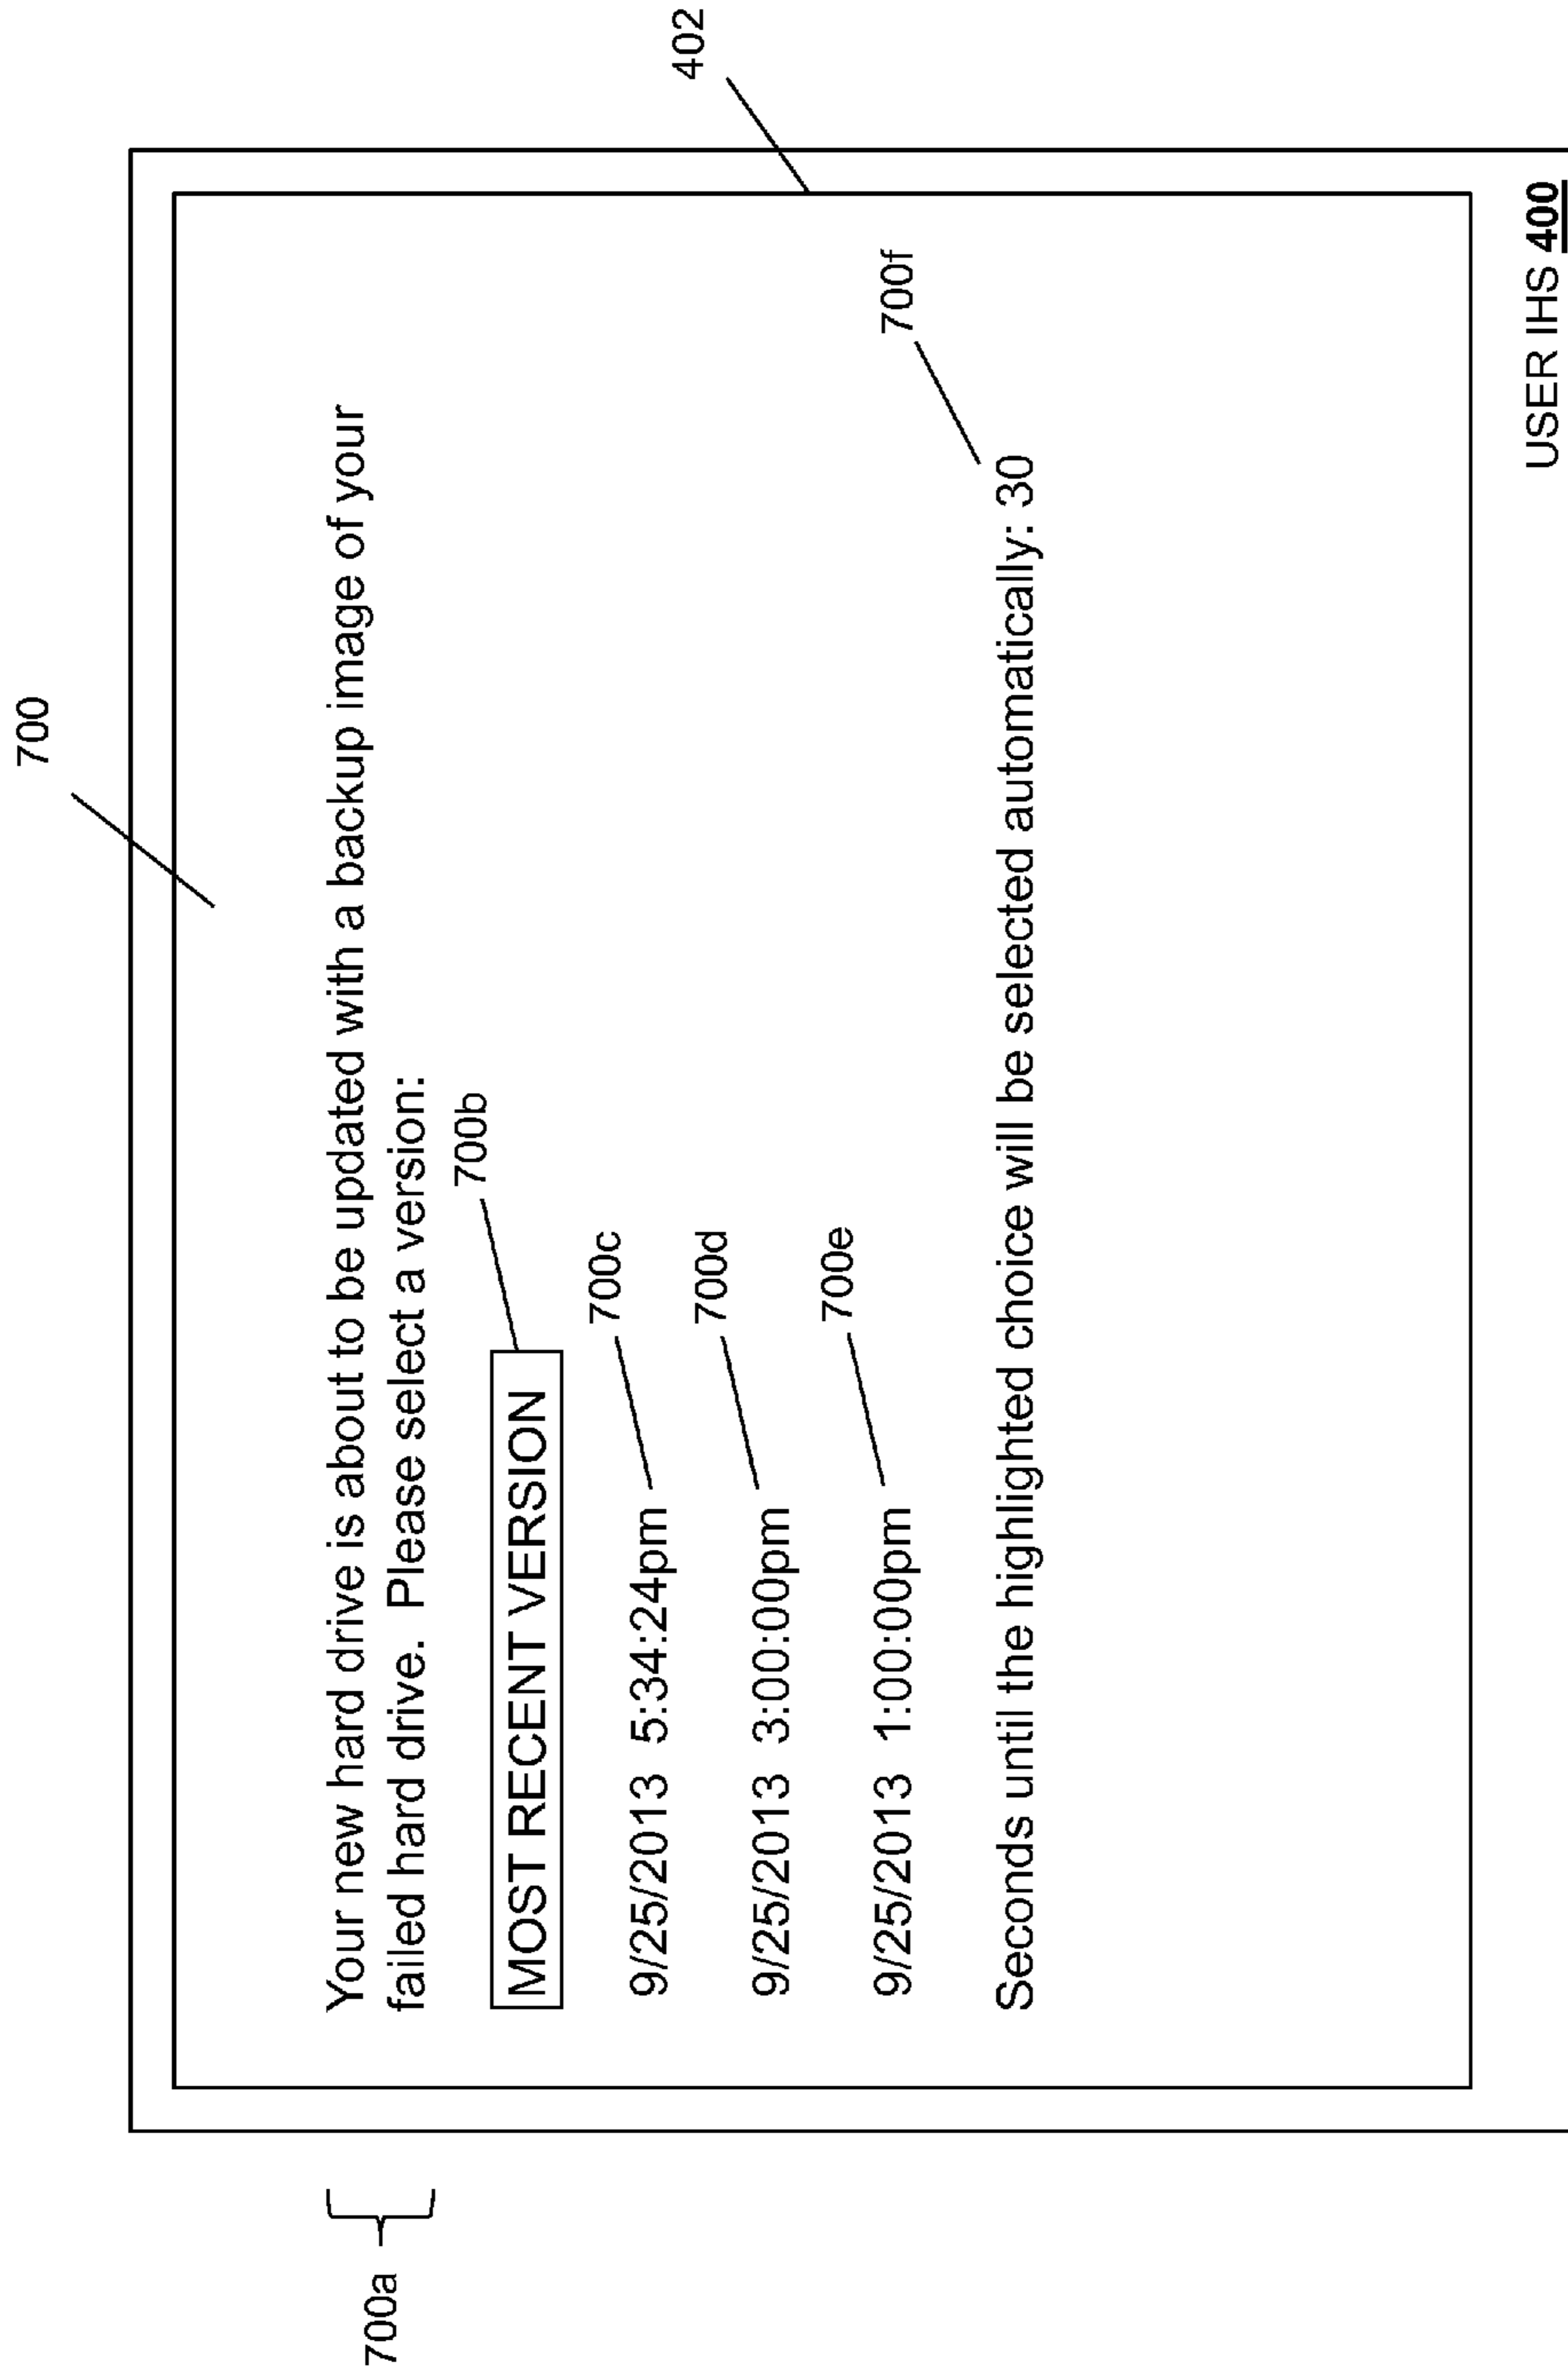 700
402
700a
Your new hard drive is about to be updated with a backup image of your
failed hard drive.  Please select a version:
700b
MOST RECENT VERSION
700c
9/25/2013  5:34:24pm
700d
9/25/2013  3:00:00pm
700e
9/25/2013  1:00:00pm
700f
Seconds until the highlighted choice will be selected automatically: 30
USER IHS 400